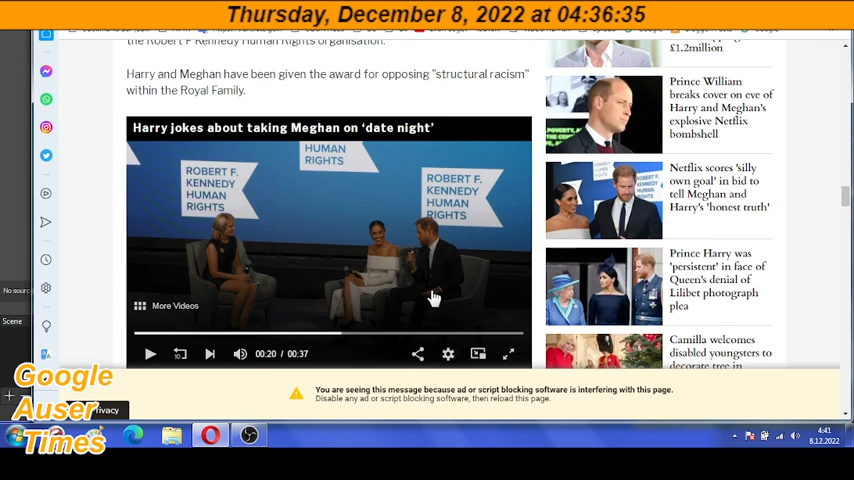 Thursday, December 8, 2022 at 04:36:35
the Robert F Kennedy Human Rights organisation.
Harry and Meghan have been given the award for opposing "structural racism"
within the Royal Family.
Harry jokes about taking Meghan on ‘date night’
HUMAN
RIGHTS
ROBERT F.
KENNEDY
HUMAN
RIGHTS
ROBERT F.
KENNEDY
HUMAN
RIGHTS
More Videos
10
00:20 / 00:37
£1.2million
Prince William
breaks cover on eve of
Harry and Meghan's
explosive Netflix
bombshell
Netflix scores 'silly
own goal' in bid to
tell Meghan and
Harry's 'honest truth'
Prince Harry was
'persistent' in face of
Queen's denial of
Lilibet photograph
plea
Camilla welcomes
disabled youngsters to
decorate tree in
No sourc
Scene
You are seeing this message because ad or script blocking software is interfering with this page.
Disable any ad or script blocking software, then reload this page.
Privacy
Google
Auser
Times
4:41
8.12.2022